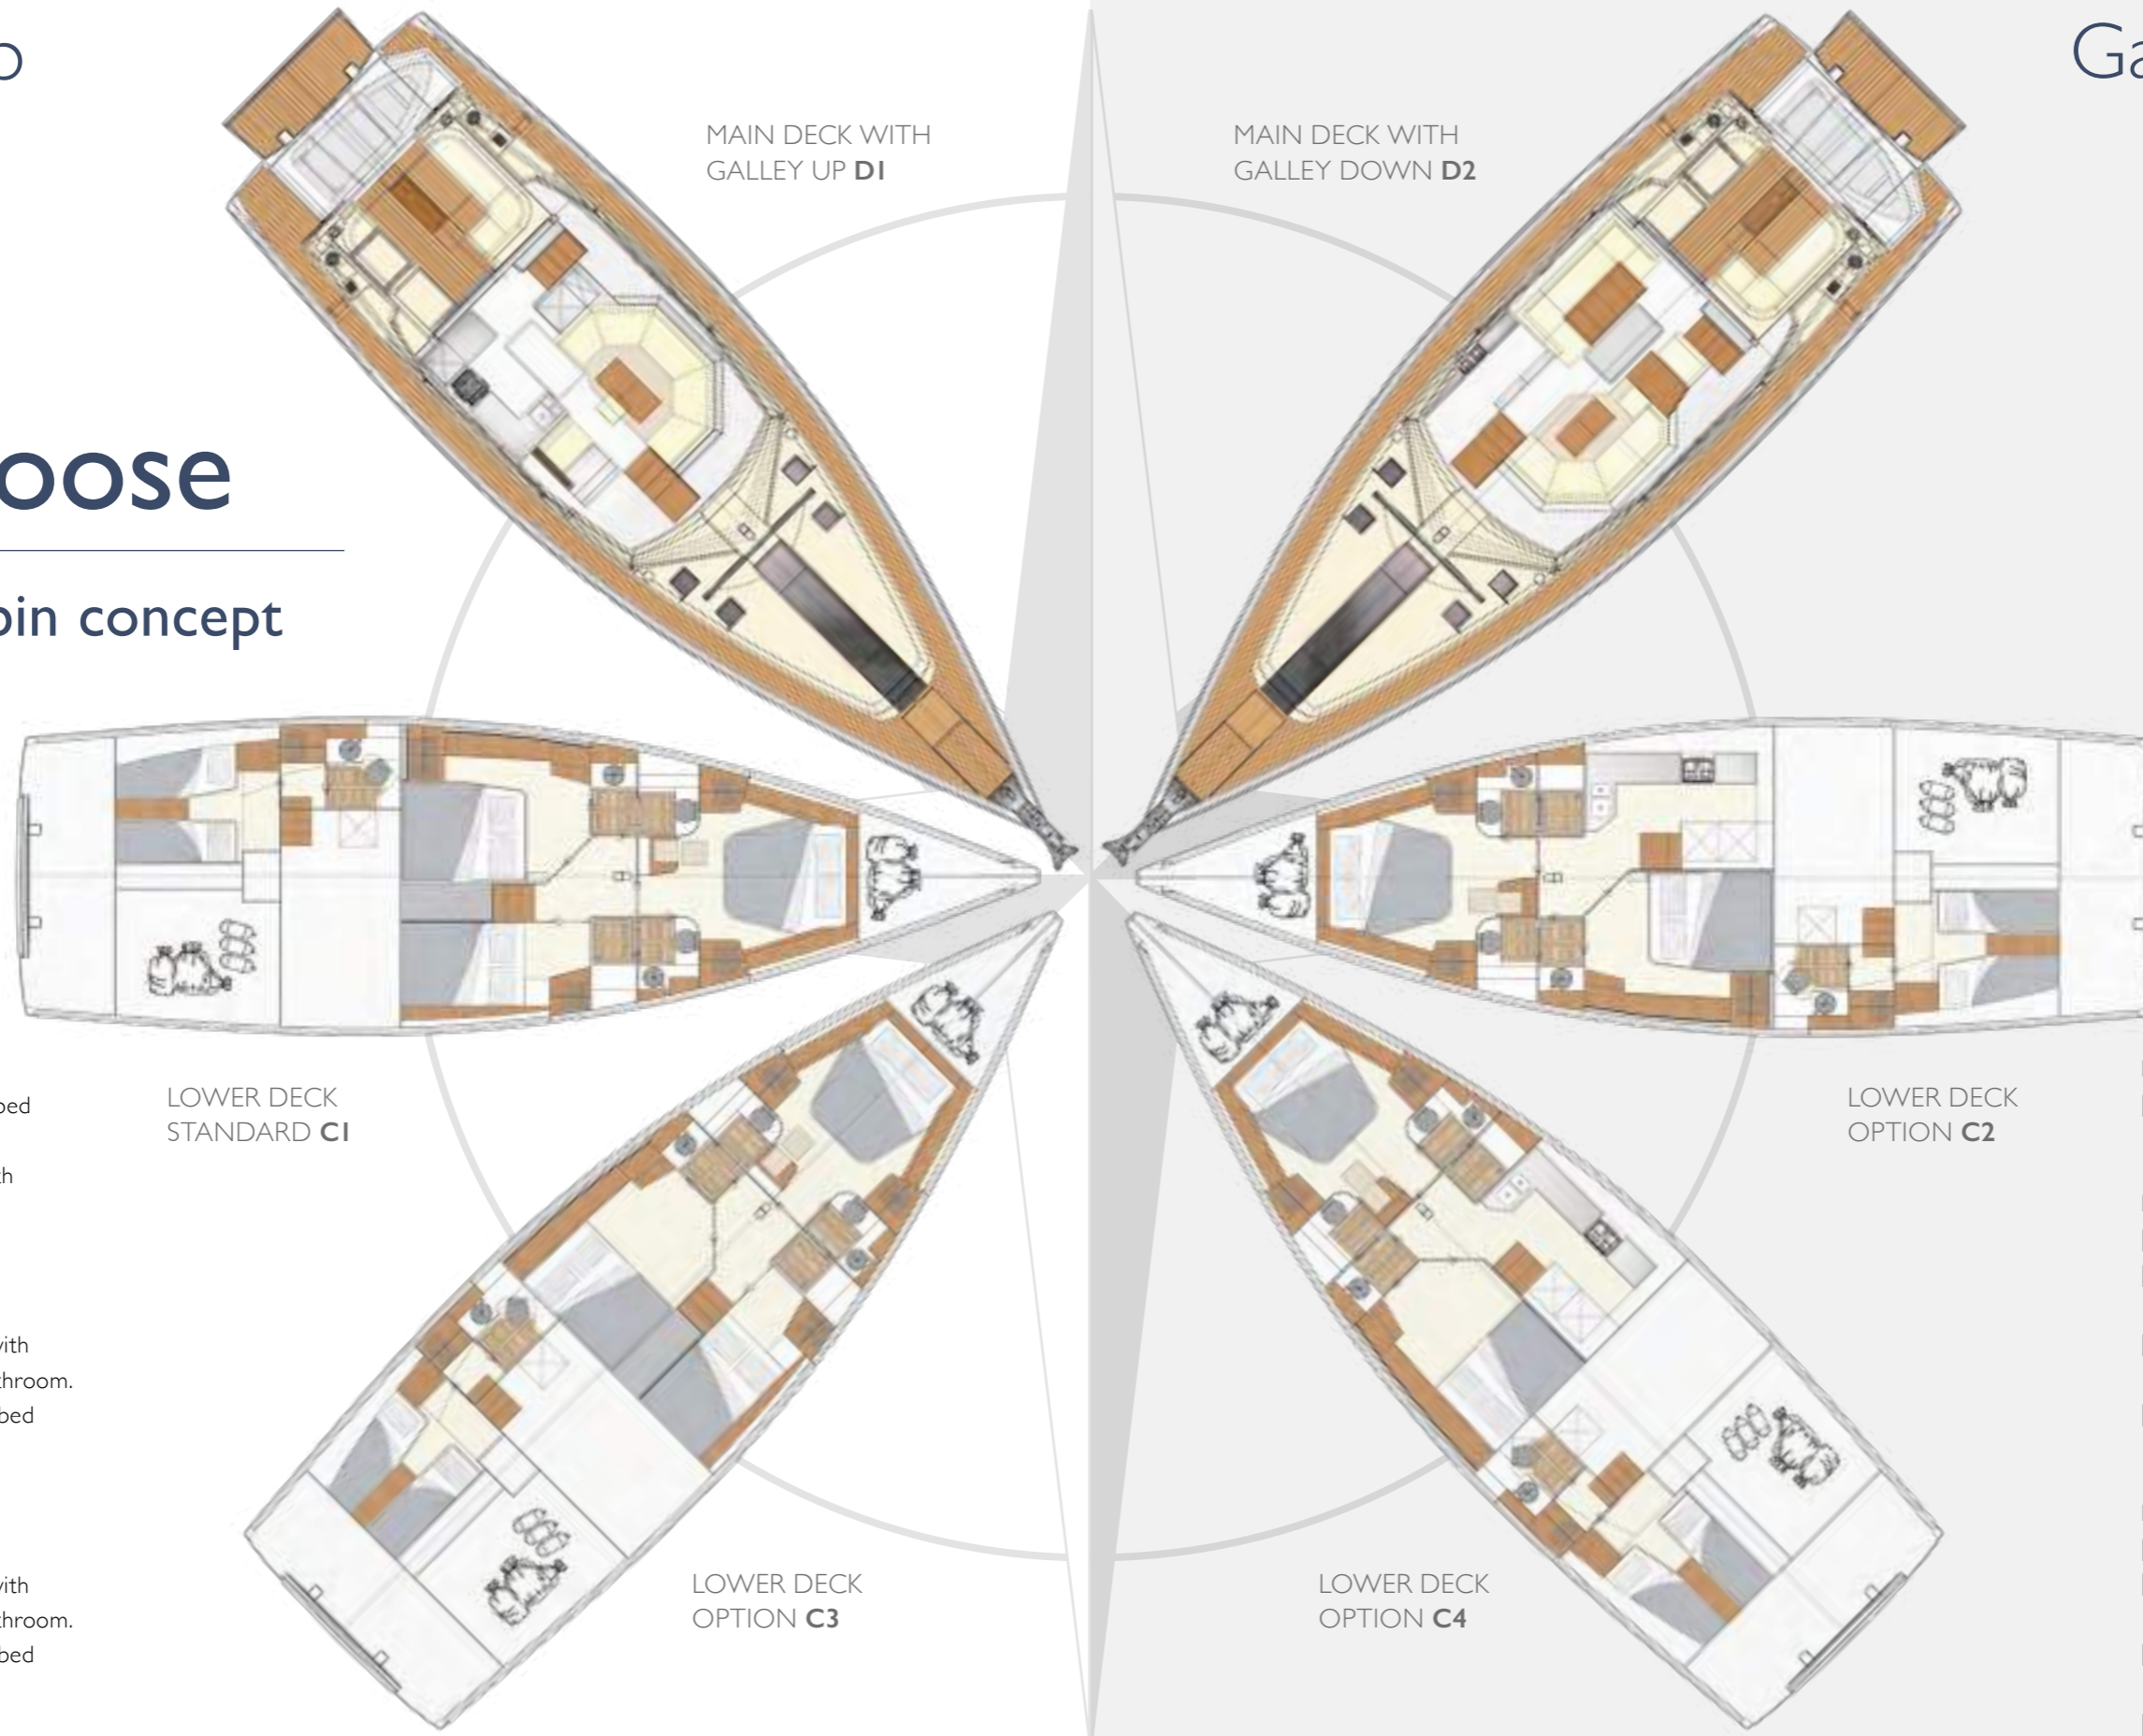 MAIN DECK WITH
GALLEY UP D1
MAIN DECK WITH
GALLEY DOWN D2
oose
pin concept
LOWER DECK
STANDARD C1
LOWER DECK
OPTION C2
th
vith
throom.
bed
LOWER DECK
OPTION C3
LOWER DECK
OPTION C4
vith
throom.
bed
Ga